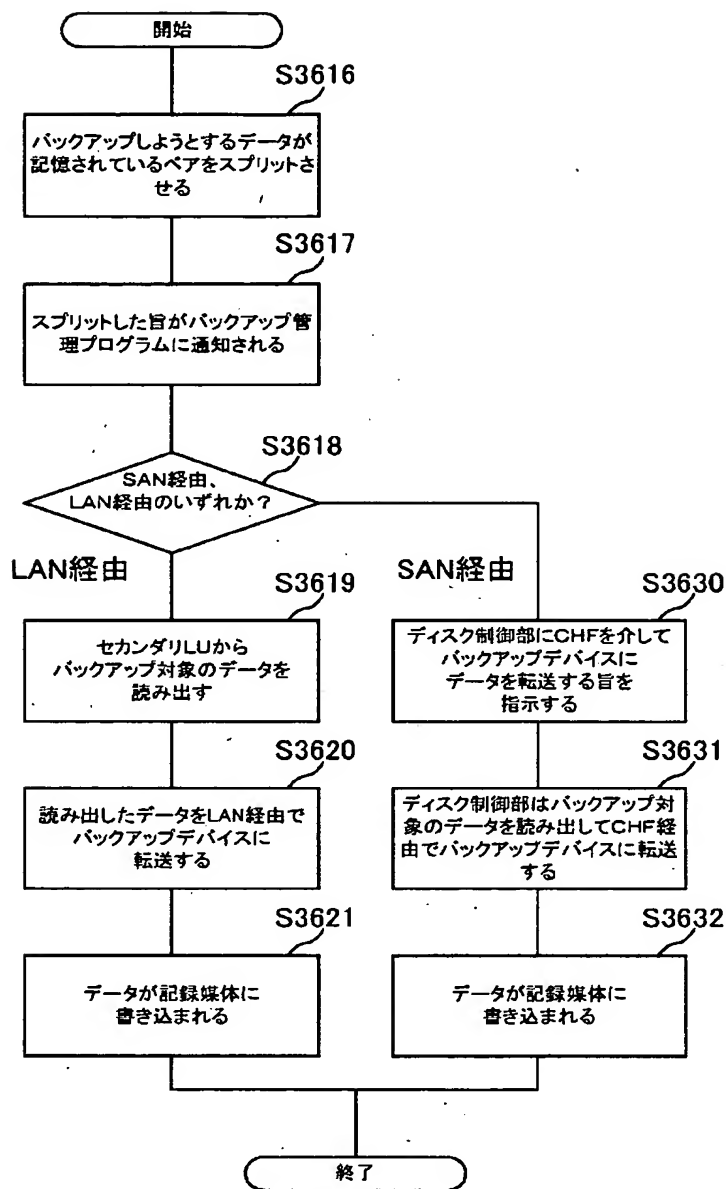 開始
S3616
バックアップしようとするデータが
記憶されているペアをスプリットさ
せる
S3617
スプリットした旨がバックアップ管
理プログラムに通知される
S3618
SAN経由、
LAN経由のいずれか?
LAN経由
SAN経由
S3619
セカンダリLUから
バックアップ対象のデータを
読み出す
S3620
読み出したデータをLAN経由で
バックアップデバイスに
転送する
S3621
データが記録媒体に
書き込まれる
S3630
ディスク制御部にCHFを介して
バックアップデバイスに
データを転送する旨を
指示する
S3631
ディスク制御部はバックアップ対
象のデータを読み出してCHF経
由でバックアップデバイスに転送
する
S3632
データが記録媒体に
書き込まれる
終了